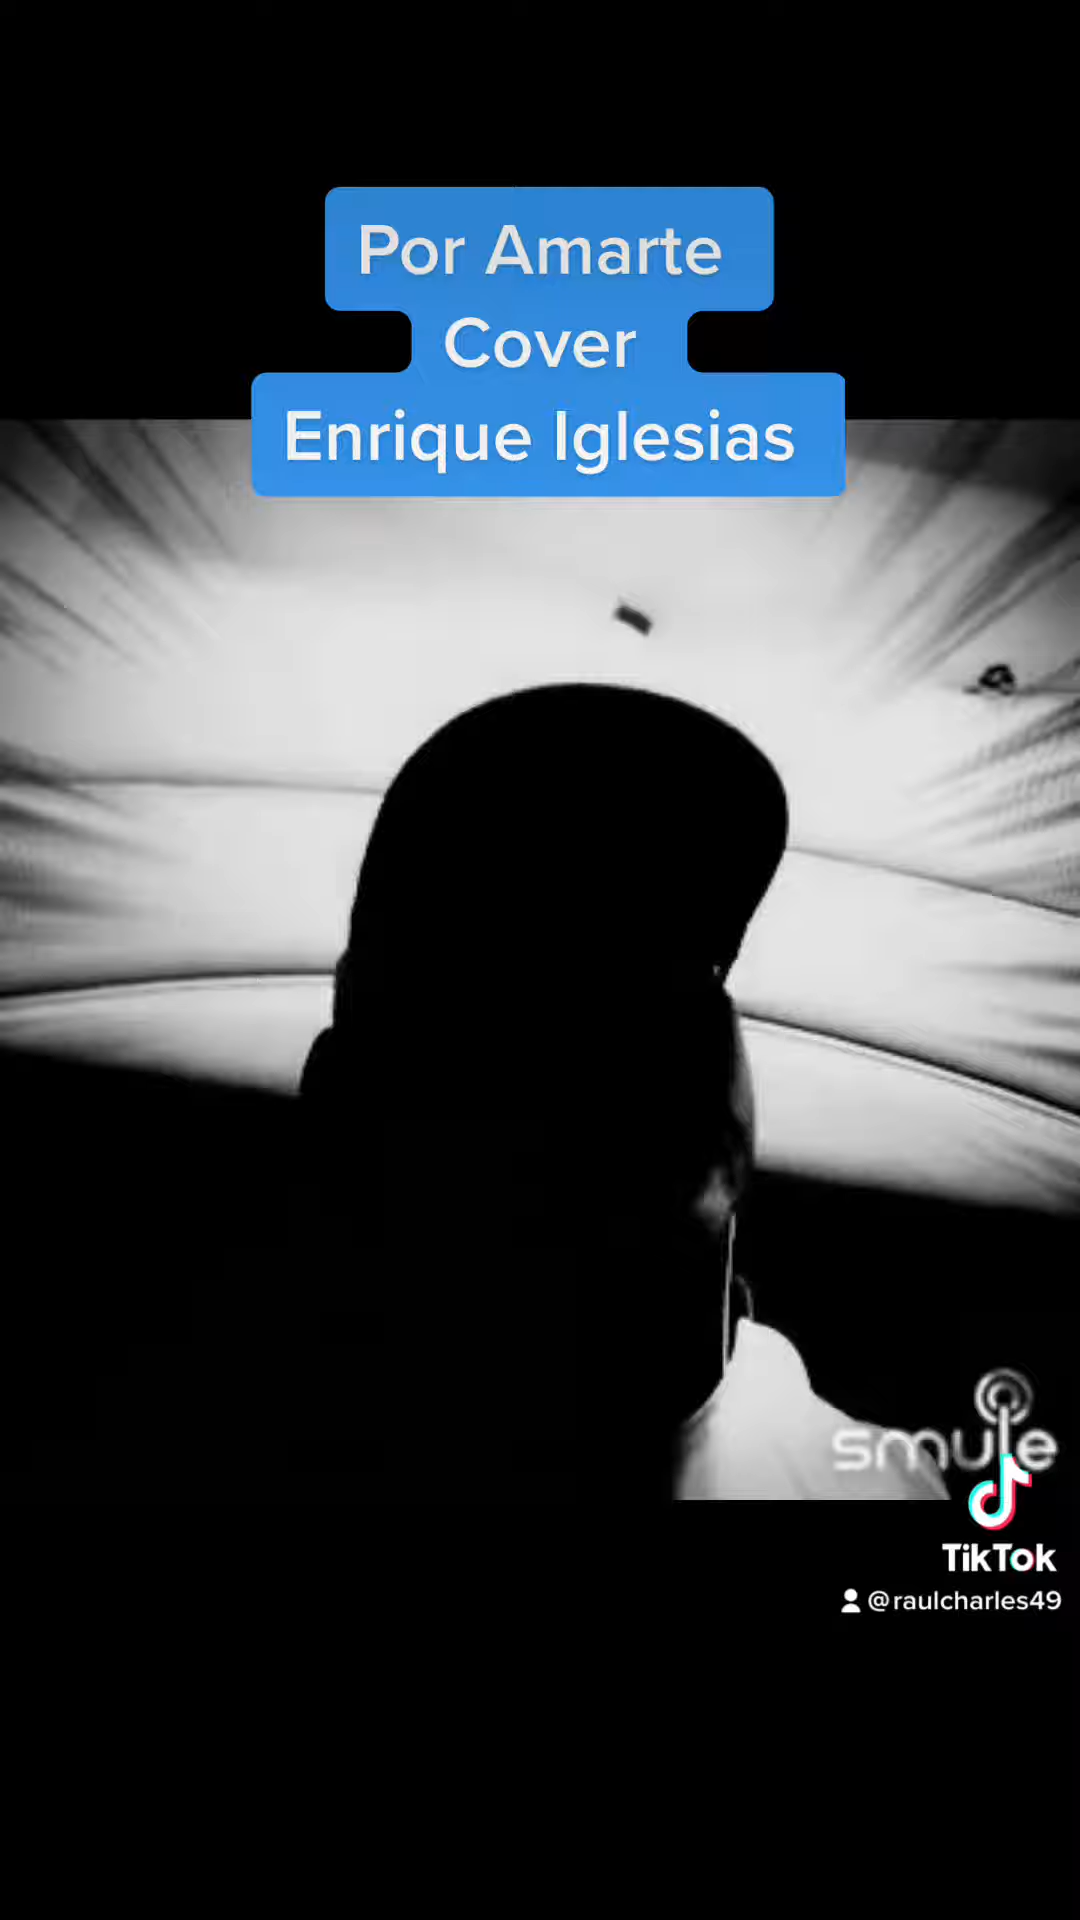 Por Amarte
Cover
Enrique Iglesias
smule
TikTok
@raulcharles49